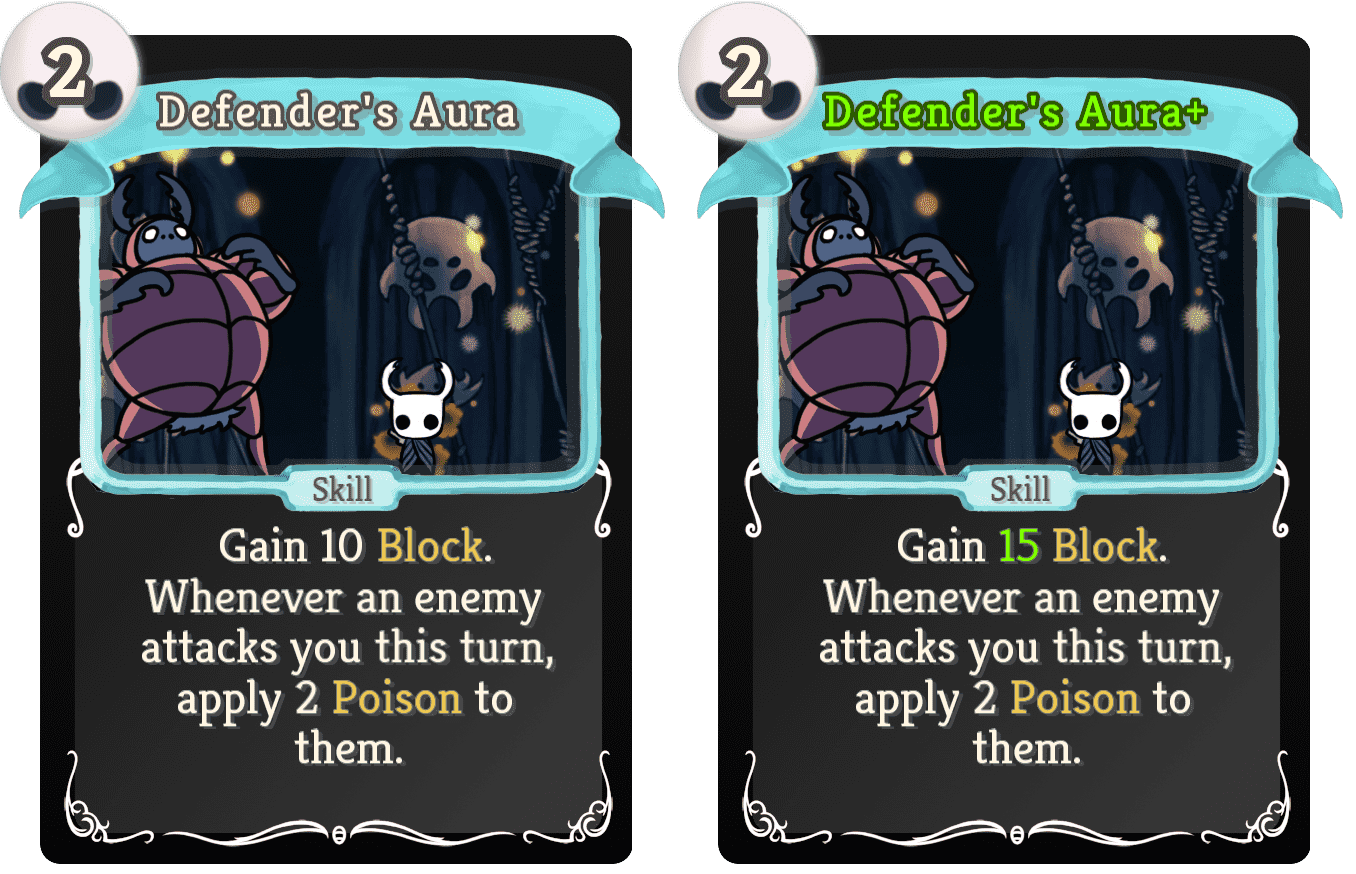 2
Defender's Aura
Skill
Gain 10 Block.
Whenever an enemy
attacks you this turn,
apply 2 Poison to
them.
2
Defender's Aura+
Skill
Gain 15 Block.
Whenever an enemy
attacks you this turn,
apply 2 Poison to
them.